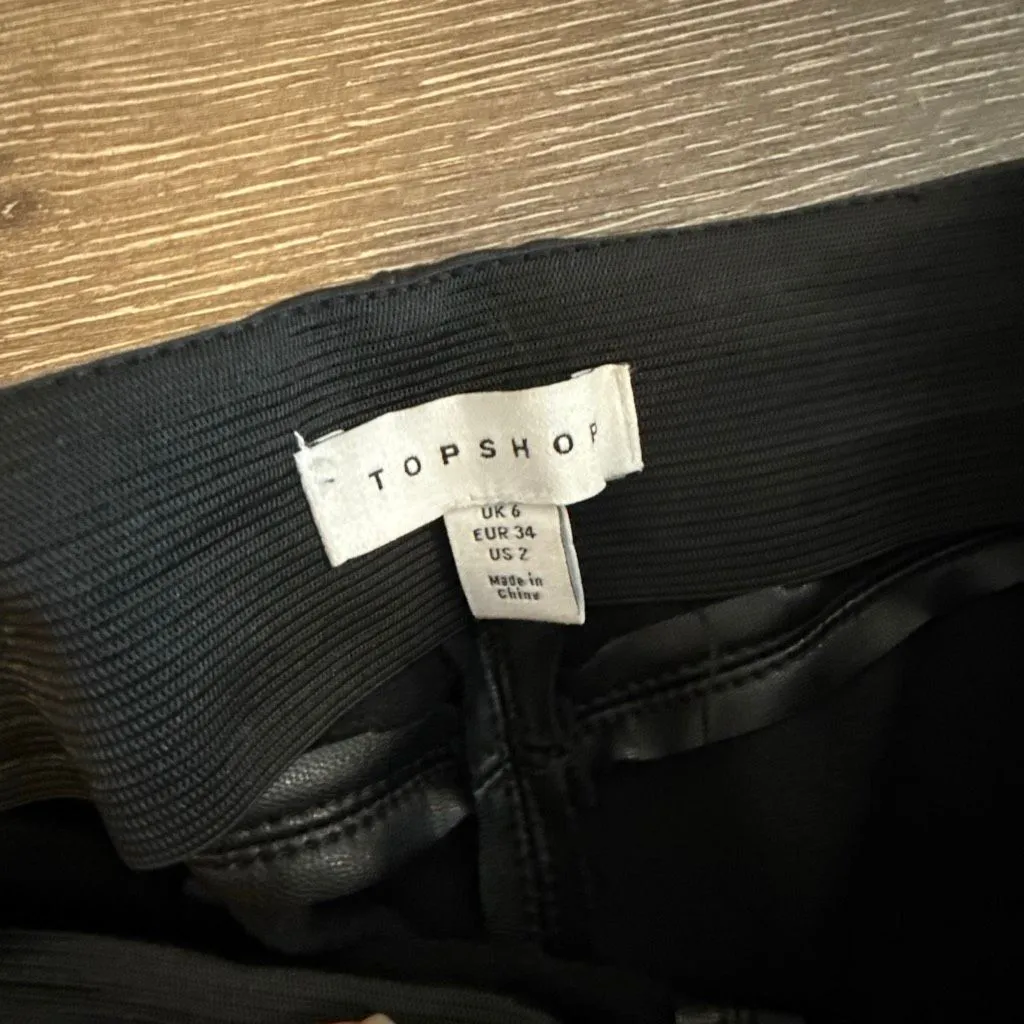 TOPSHOP
UK 6
EUR 34
US 2
Made in
China